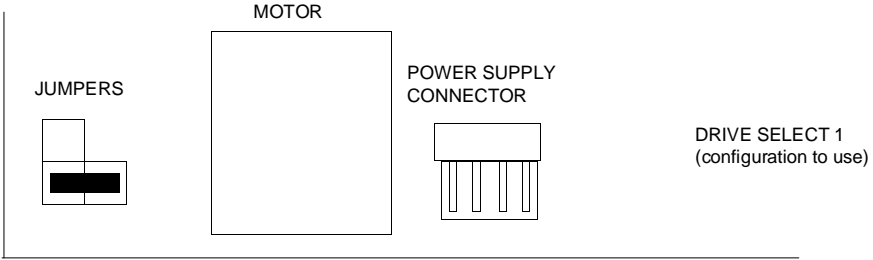 MOTOR
JUMPERS
POWER SUPPLY
CONNECTOR
DRIVE SELECT 1
(configuration to use)